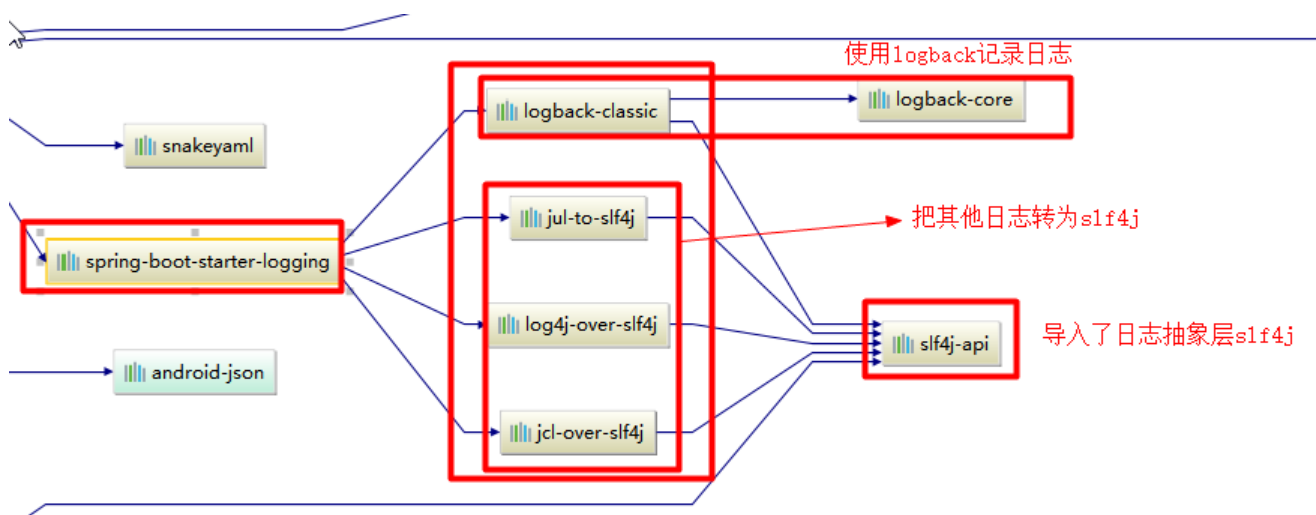 使用logback记录日志
logback-classic
logback-core
snakeyaml
jul-to-slf4j
把其他日志转为slf4j
spring-boot-starter-logging
log4j-over-slf4j
slf4j-api
导入了日志抽象层slf4j
android-json
jcl-over-slf4j